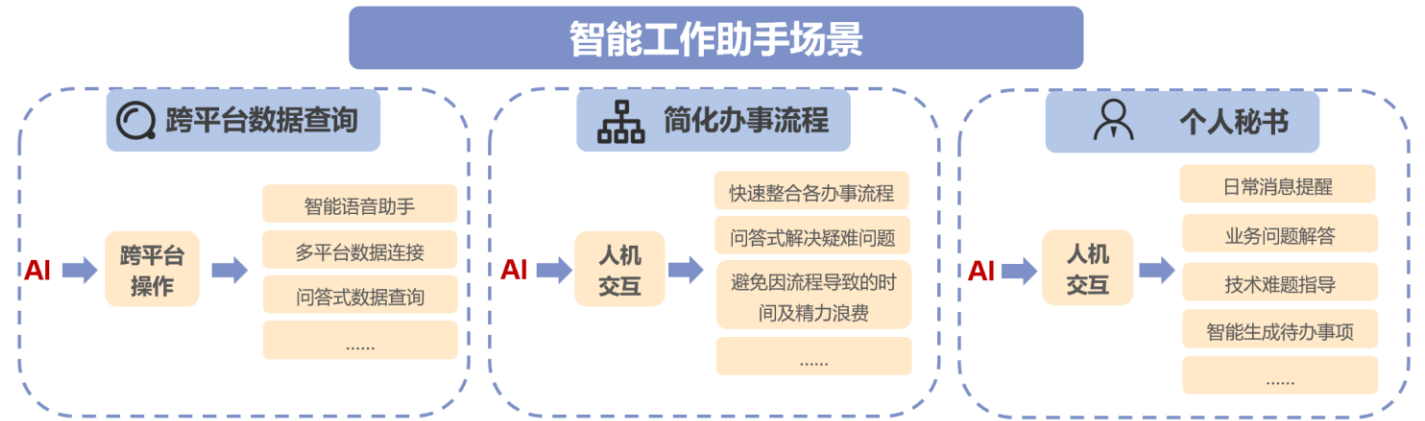 智能工作助手场景
跨平台数据查询
AI
跨平台
操作
智能语音助手
多平台数据连接
问答式数据查询
......
简化办事流程
AI
人机
交互
快速整合各办事流程
问答式解决疑难问题
避免因流程导致的时
间及精力浪费
......
个人秘书
AI
人机
交互
日常消息提醒
业务问题解答
技术难题指导
智能生成待办事项
......